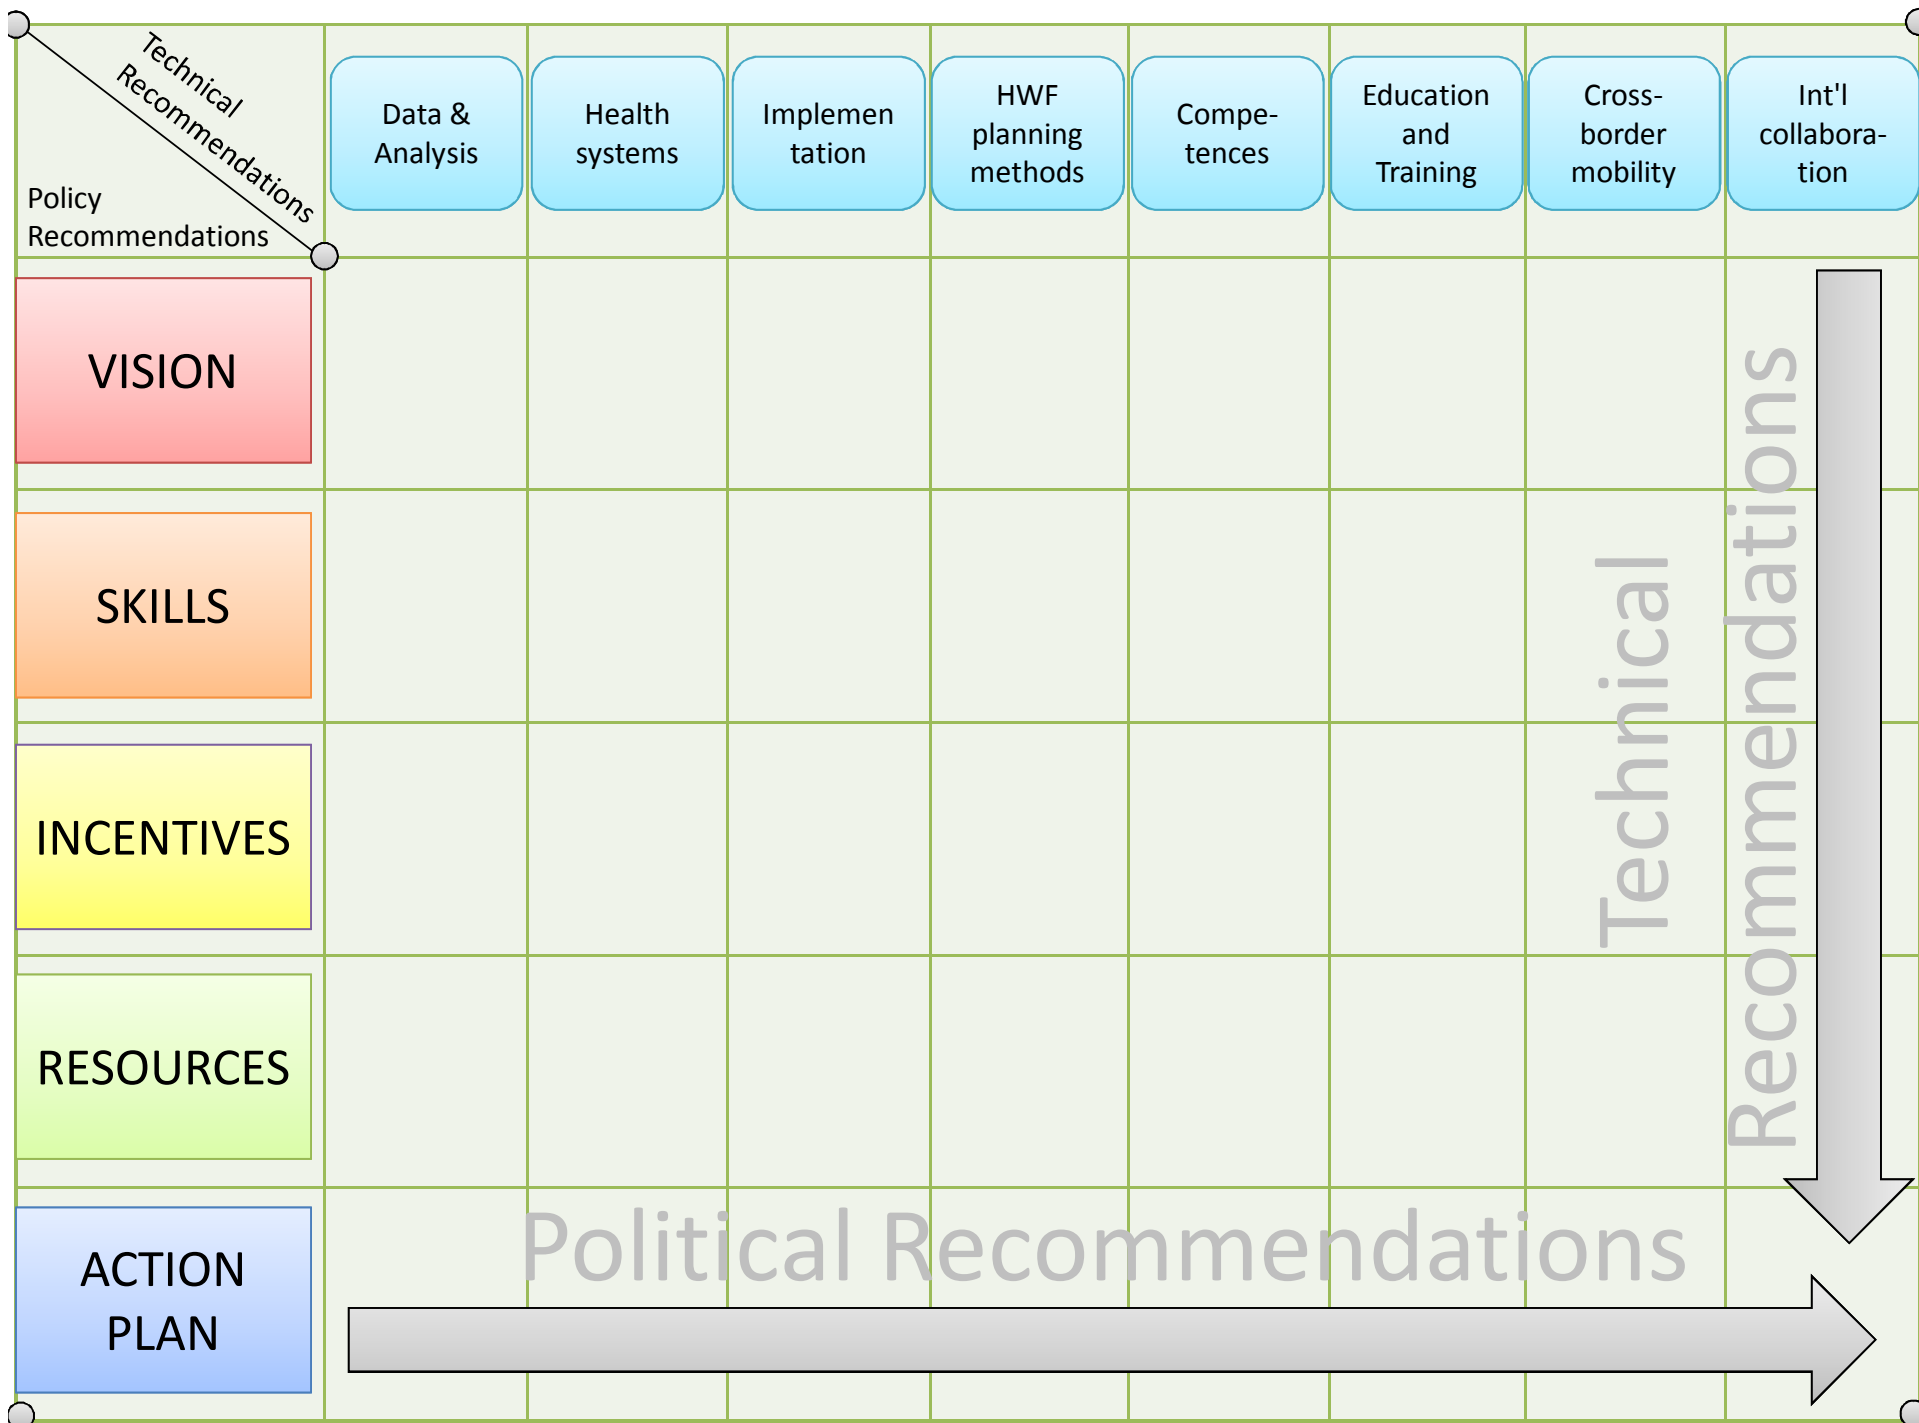 Technical
Recommendations
Policy
Recommendations
Data &
Analysis
Health
systems
Implemen
tation
HWF
planning
methods
Compe-
tences
Education
and
Training
Cross-
border
mobility
Int'l
collabora-
tion
VISION
SKILLS
INCENTIVES
RESOURCES
ACTION
PLAN
Technical
Recommendations
Political Recommendations